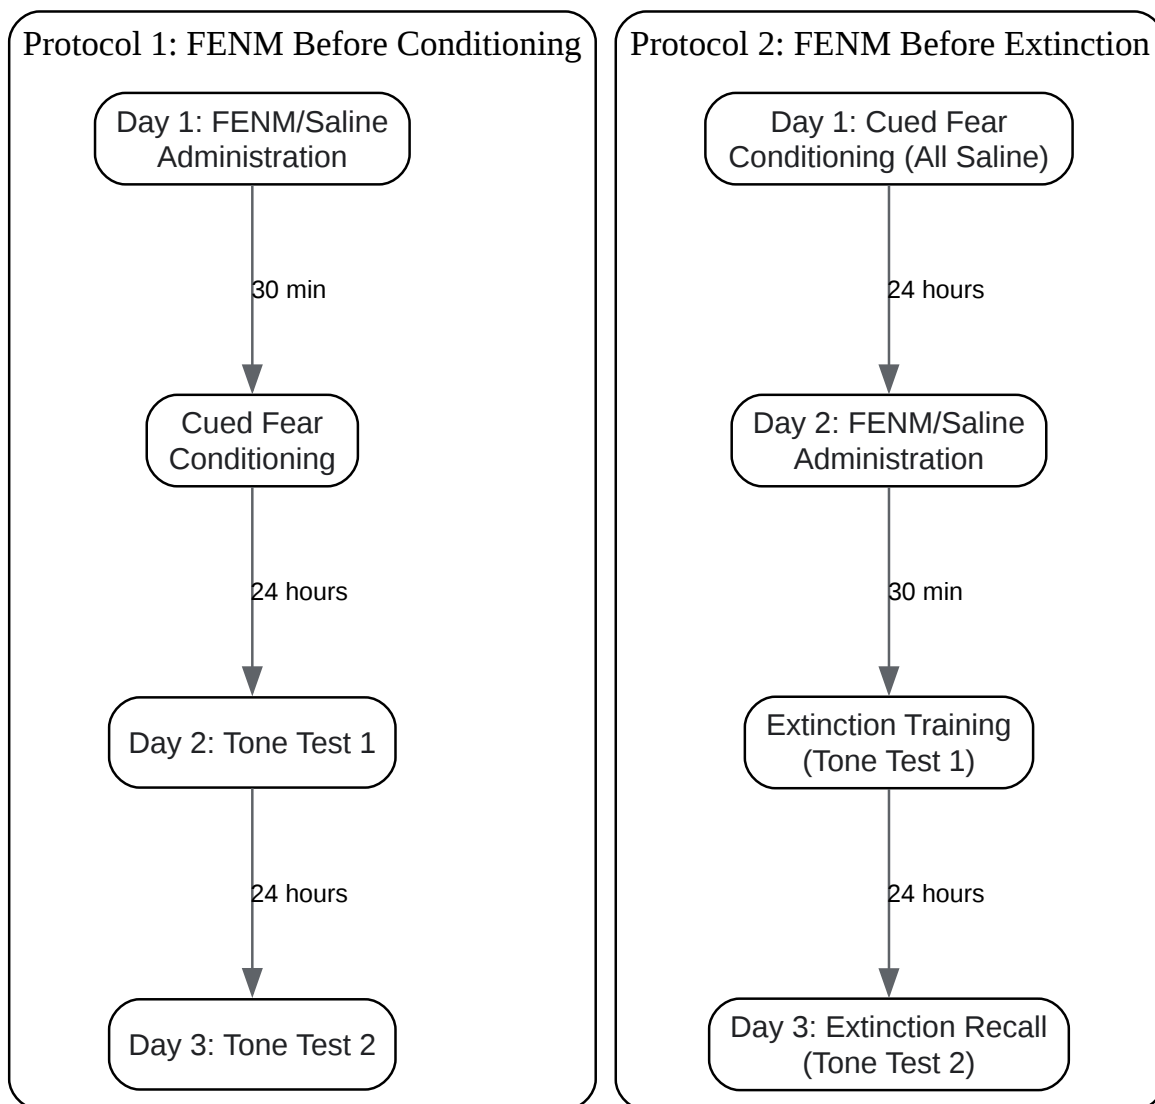 Protocol 1: FENM Before Conditioning
Day 1: FENM/Saline
Administration
30 min
Cued Fear
Conditioning
24 hours
Day 2: Tone Test 1
24 hours
Day 3: Tone Test 2
Protocol 2: FENM Before Extinction
Day 1: Cued Fear
Conditioning (All Saline)
24 hours
Day 2: FENM/Saline
Administration
30 min
Extinction Training
(Tone Test 1)
24 hours
Day 3: Extinction Recall
(Tone Test 2)